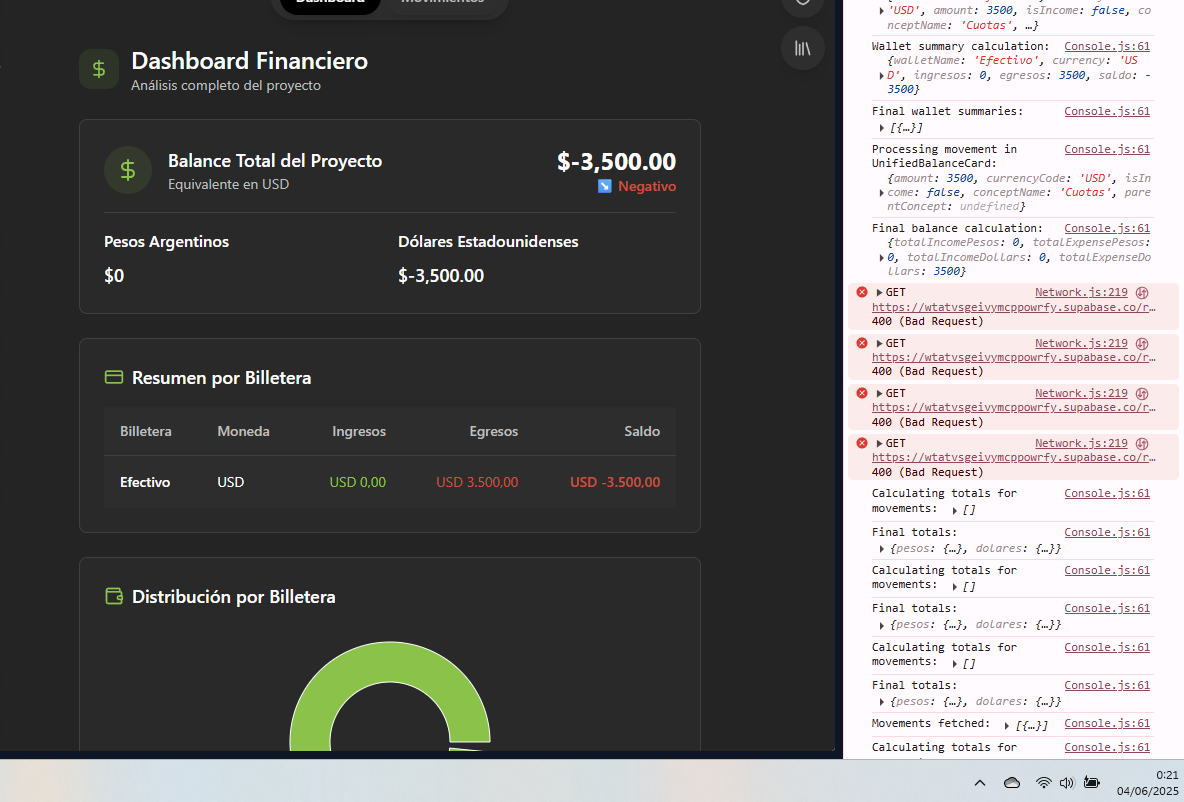 Dashboard
Movimientos
Dashboard Financiero
Análisis completo del proyecto
Balance Total del Proyecto
Equivalente en USD
$-3,500.00
Negativo
Pesos Argentinos
$0
Dólares Estadounidenses
$-3,500.00
Resumen por Billetera
Billetera Moneda Ingresos Egresos Saldo
Efectivo USD USD 0,00 USD 3.500,00 USD -3.500,00
Distribución por Billetera
'USD', amount: 3500, isIncome: false, co
nceptName: 'Cuotas', …}
Wallet summary calculation: Console.js:61
{walletName: 'Efectivo', currency: 'US
D', ingresos: 0, egresos: 3500, saldo: -
3500}
Final wallet summaries: Console.js:61
[{…}]
Processing movement in Console.js:61
UnifiedBalanceCard:
{amount: 3500, currencyCode: 'USD', isIn
come: false, conceptName: 'Cuotas', pare
ntConcept: undefined}
Final balance calculation: Console.js:61
{totalIncomePesos: 0, totalExpensePesos:
0, totalIncomeDollars: 0, totalExpenseDo
llars: 3500}
GET Network.js:219
https://wtatvsgeivymcppowrfy.supabase.co/r…
400 (Bad Request)
GET Network.js:219
https://wtatvsgeivymcppowrfy.supabase.co/r…
400 (Bad Request)
GET Network.js:219
https://wtatvsgeivymcppowrfy.supabase.co/r…
400 (Bad Request)
GET Network.js:219
https://wtatvsgeivymcppowrfy.supabase.co/r…
400 (Bad Request)
Calculating totals for Console.js:61
movements: []
Final totals: Console.js:61
{pesos: {…}, dolares: {…}}
Calculating totals for Console.js:61
movements: []
Final totals: Console.js:61
{pesos: {…}, dolares: {…}}
Calculating totals for Console.js:61
movements: []
Final totals: Console.js:61
{pesos: {…}, dolares: {…}}
Movements fetched: [{…}] Console.js:61
Calculating totals for Console.js:61
0:21
04/06/2025